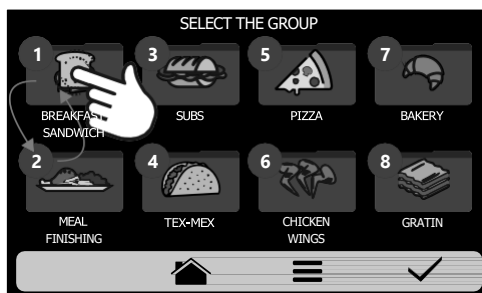 SELECT THE GROUP
1
3
5
7
BREAKFAST
SANDWICH
SUBS
PIZZA
BAKERY
2
4
6
8
MEAL
FINISHING
TEX-MEX
CHICKEN
WINGS
GRATIN